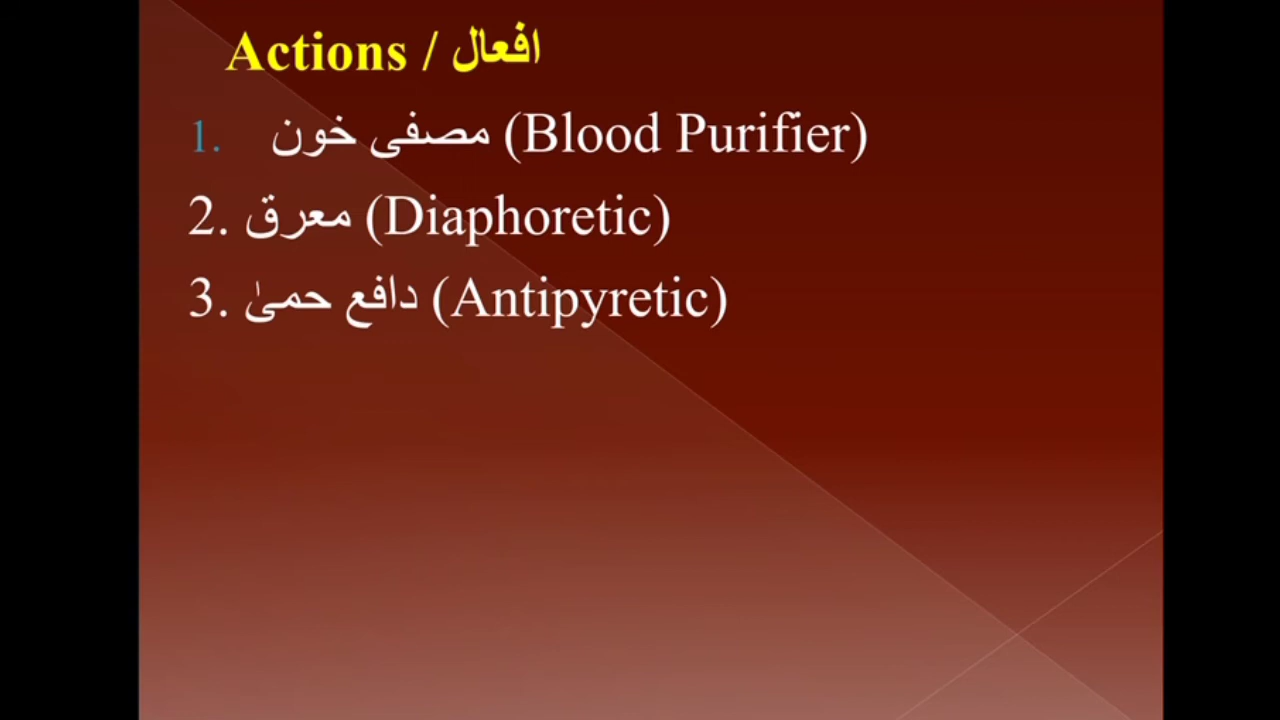 Actions / افعال
1. مصفی خون (Blood Purifier)
2. معرق (Diaphoretic)
3. دافع حمیٰ (Antipyretic)